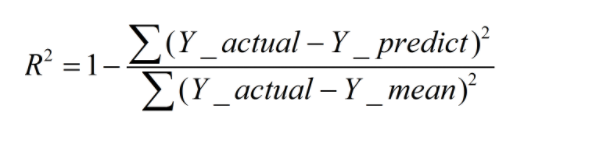 R² = 1 − ∑(Y_actual − Y_predict)² / ∑(Y_actual − Y_mean)²